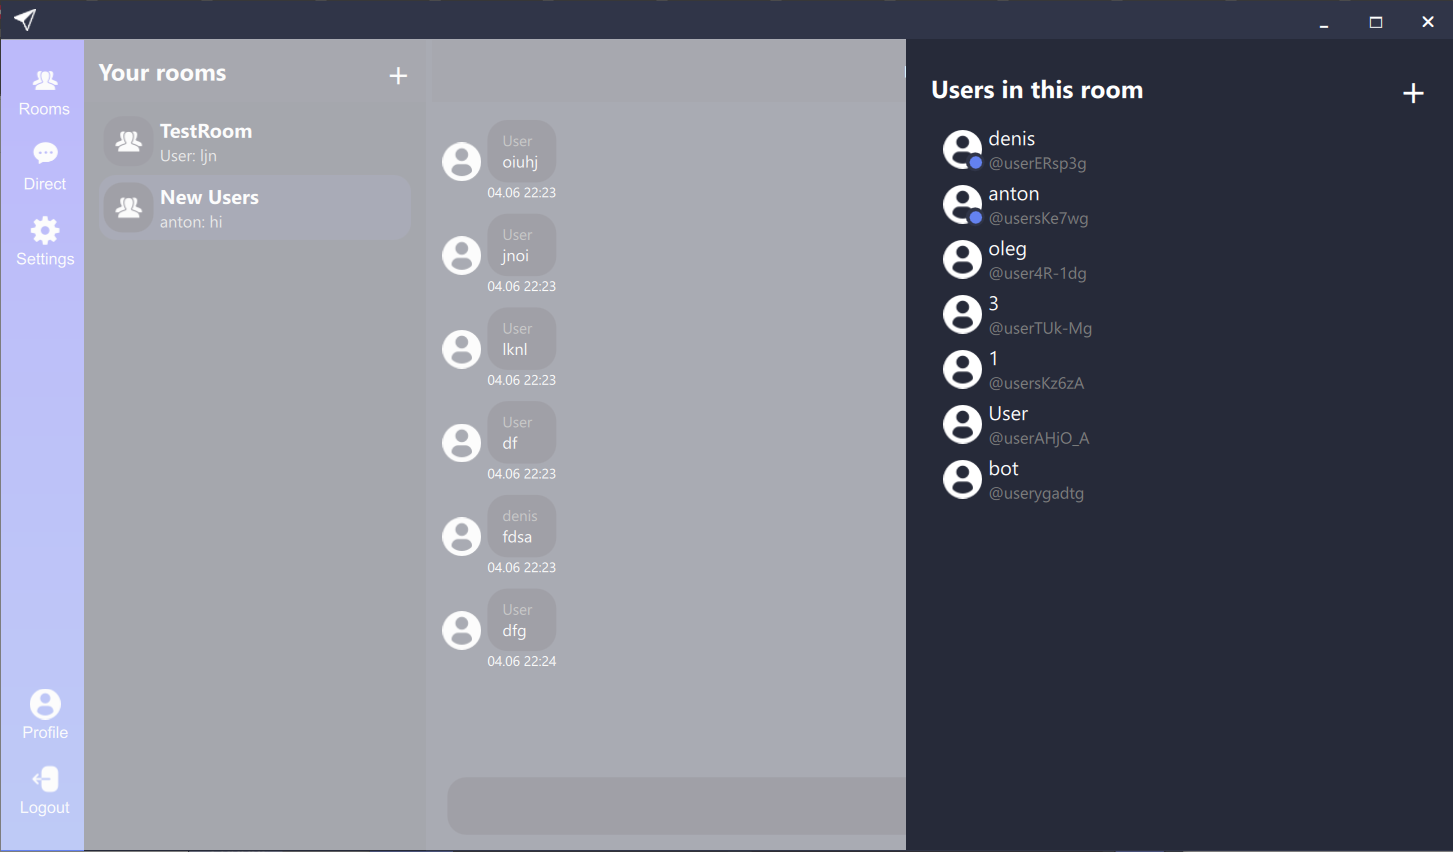 Rooms
Direct
Settings
Profile
Logout
Your rooms
TestRoom
User: ljn
New Users
anton: hi
User
oiuhj
04.06 22:23
User
jnoi
04.06 22:23
User
lknl
04.06 22:23
User
df
04.06 22:23
denis
fdsa
04.06 22:23
User
dfg
04.06 22:24
Users in this room
denis
@userERsp3g
anton
@usersKe7wg
oleg
@user4R-1dg
3
@userTUk-Mg
1
@usersKz6zA
User
@userAHjO_A
bot
@userygadtg